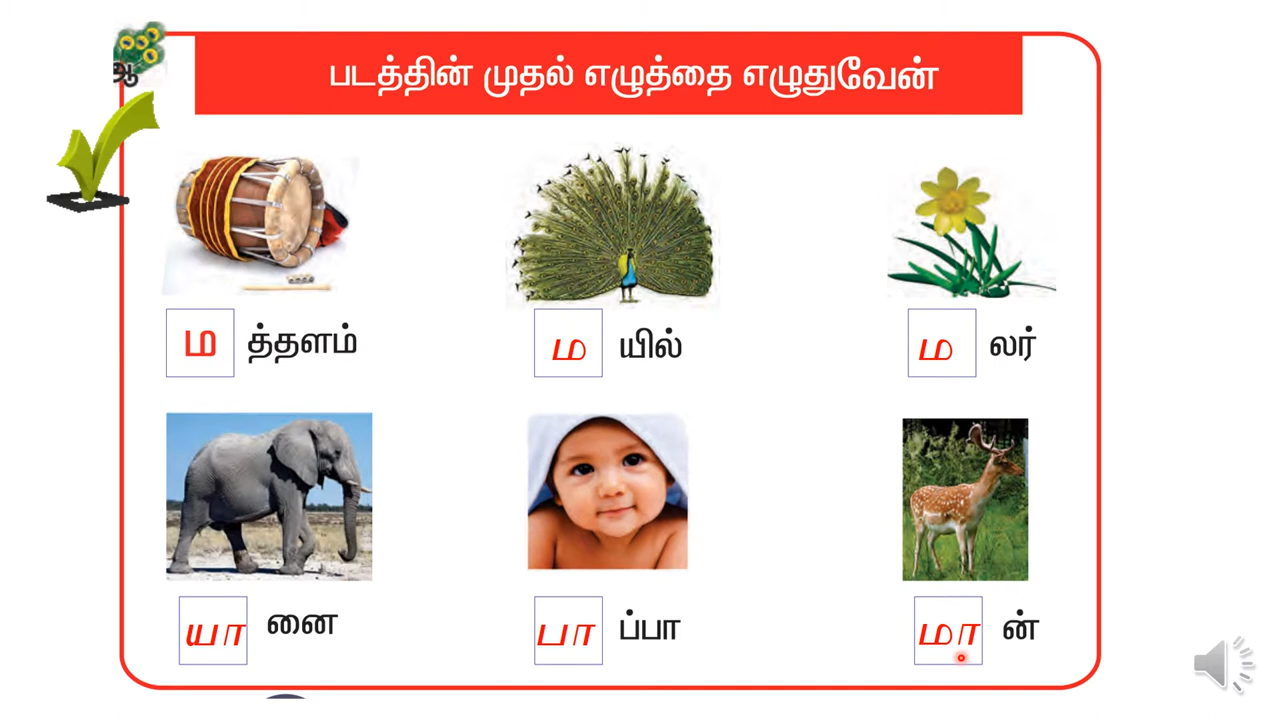 படத்தின் முதல் எழுத்தை எழுதுவேன்
ம த்தளம் ம யில் ம லர்
யா னை பா ப்பா மா ன்